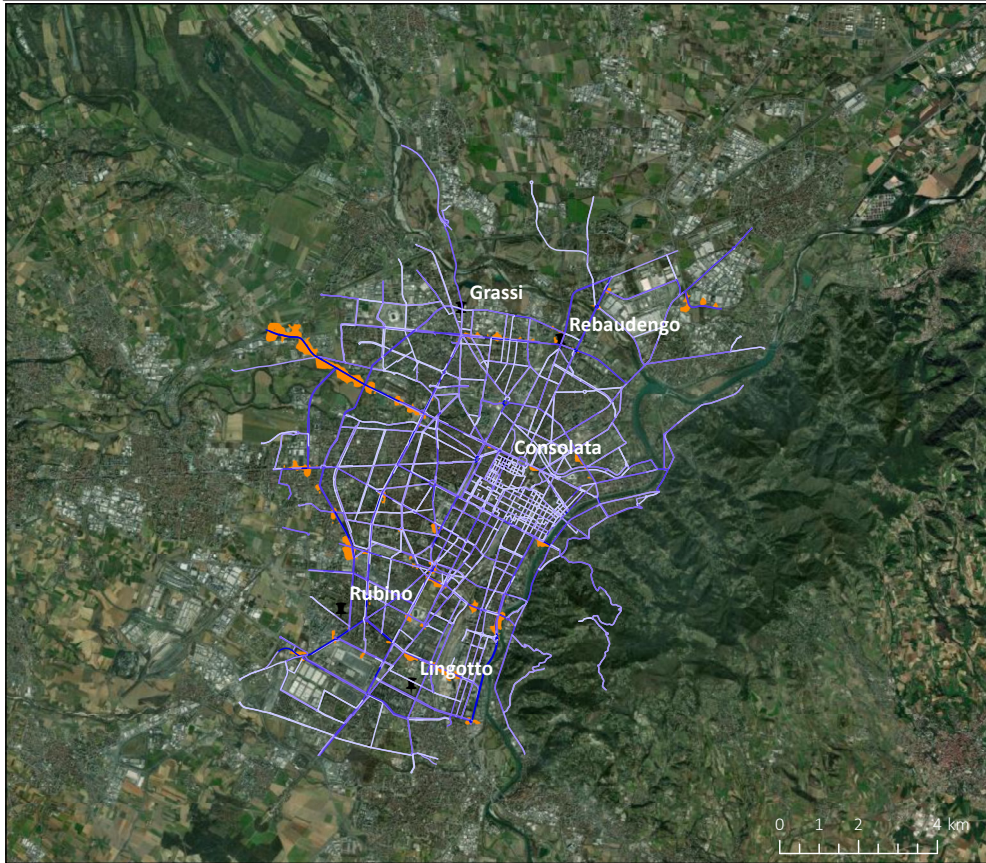 Grassi
Rebaudengo
Consolata
Rubino
Lingotto
0 1 2 4 km